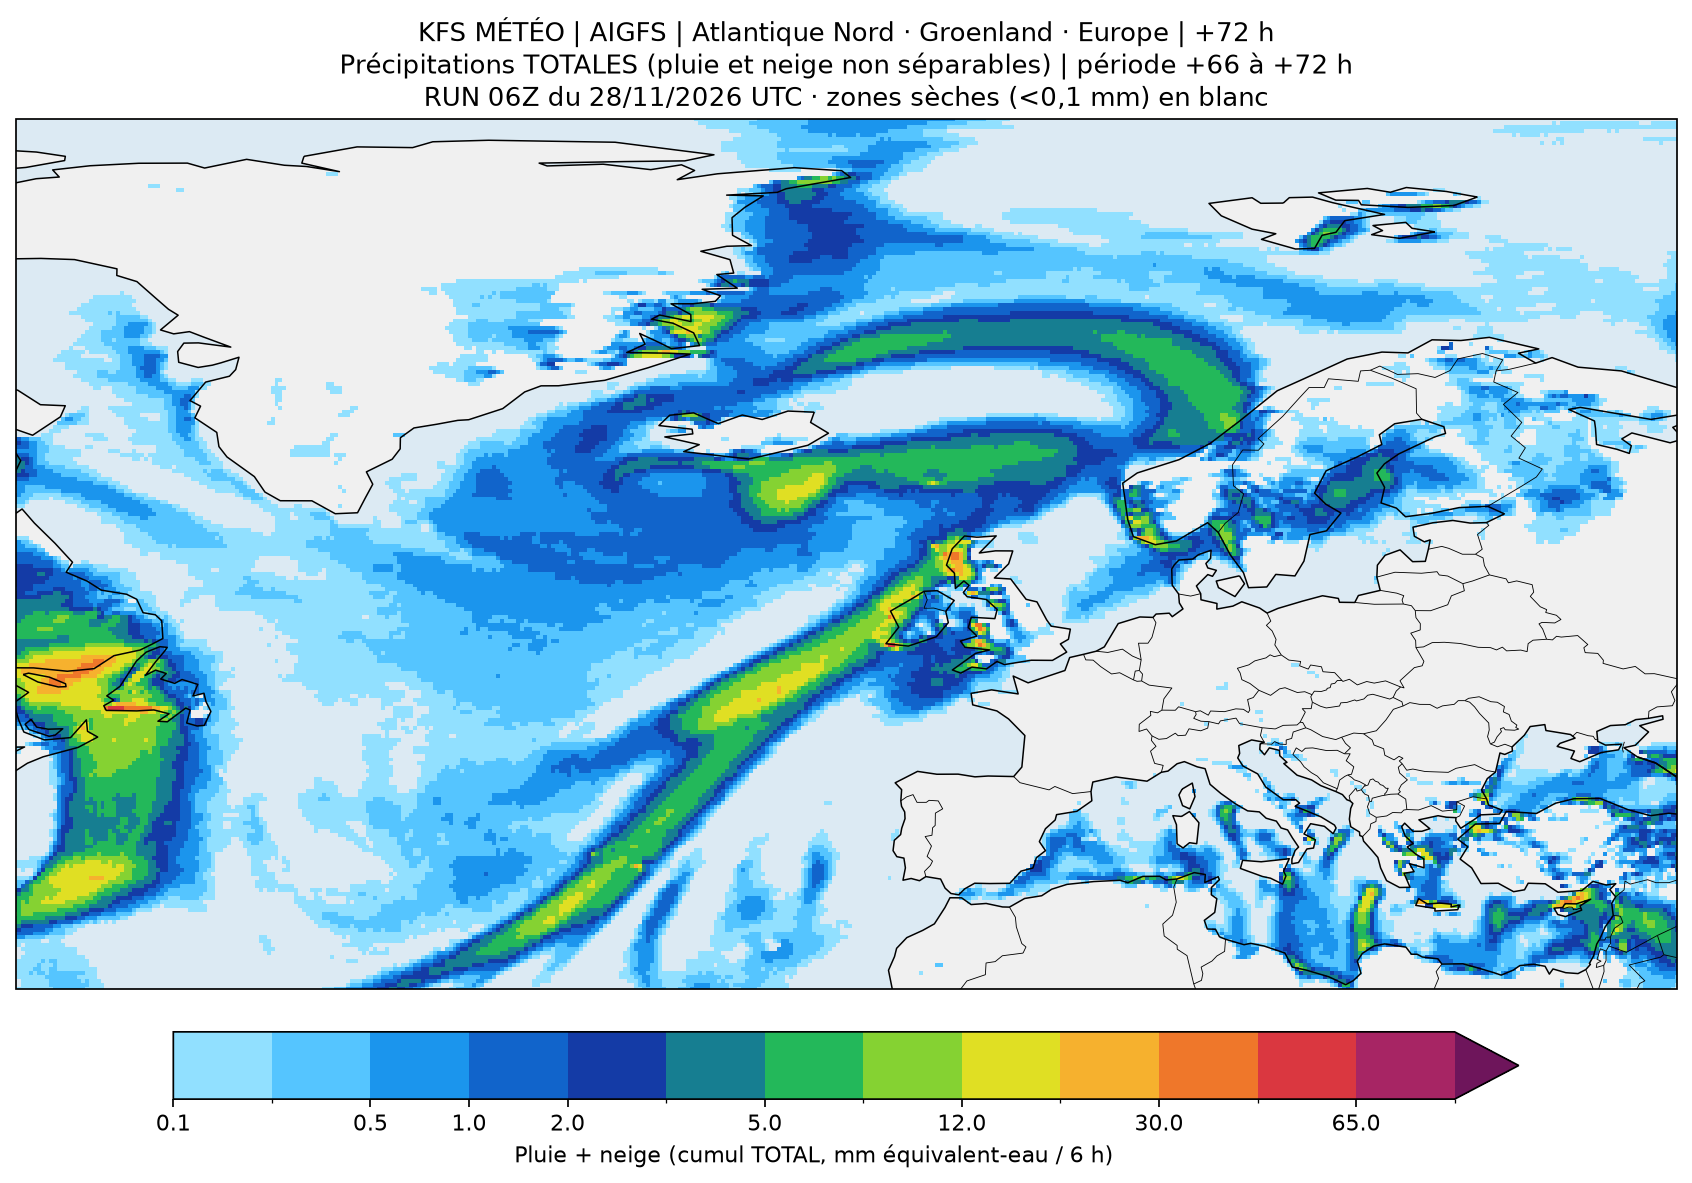 KFS MÉTÉO | AIGFS | Atlantique Nord · Groenland · Europe | +72 h
Précipitations TOTALES (pluie et neige non séparables) | période +66 à +72 h
RUN 06Z du 28/11/2026 UTC · zones sèches (<0,1 mm) en blanc
0.1 0.5 1.0 2.0 5.0 12.0 30.0 65.0
Pluie + neige (cumul TOTAL, mm équivalent-eau / 6 h)